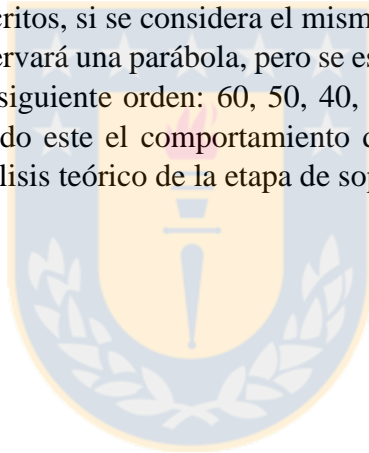 critos, si se considera el mism
ervará una parábola, pero se es
siguiente orden: 60, 50, 40,
do este el comportamiento d
lisis teórico de la etapa de sop